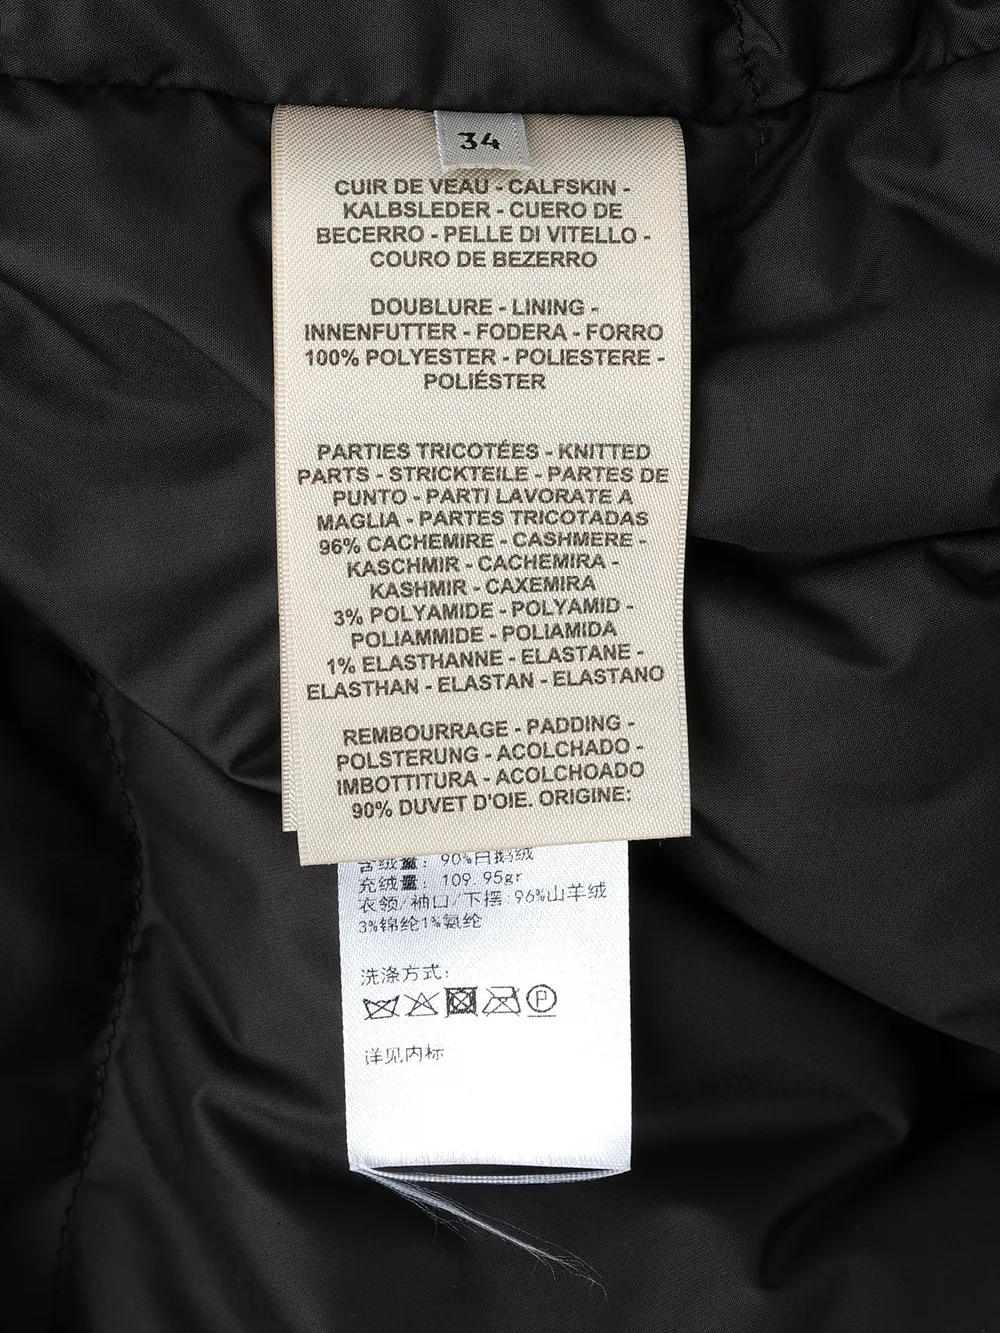 34
CUIR DE VEAU - CALFSKIN -
KALBSLEDER - CUERO DE
BECERRO - PELLE DI VITELLO -
COURO DE BEZERRO
DOUBLURE - LINING -
INNENFUTTER - FODERA - FORRO
100% POLYESTER - POLIESTERE -
POLIÉSTER
PARTIES TRICOTÉES - KNITTED
PARTS - STRICKTEILE - PARTES DE
PUNTO - PARTI LAVORATE A
MAGLIA - PARTES TRICOTADAS
96% CACHEMIRE - CASHMERE -
KASCHMIR - CACHEMIRA -
KASHMIR - CAXEMIRA
3% POLYAMIDE - POLYAMID -
POLIAMMIDE - POLIAMIDA
1% ELASTHANNE - ELASTANE -
ELASTHAN - ELASTAN - ELASTANO
REMBOURRAGE - PADDING -
POLSTERUNG - ACOLCHADO -
IMBOTTITURA - ACOLCHOADO
90% DUVET D'OIE. ORIGINE:
含绒量: 90%白鹅绒
充绒量: 109.95gr
衣领/袖口/下摆:96%山羊绒
3%锦纶1%氨纶
洗涤方式:
P
详见内标